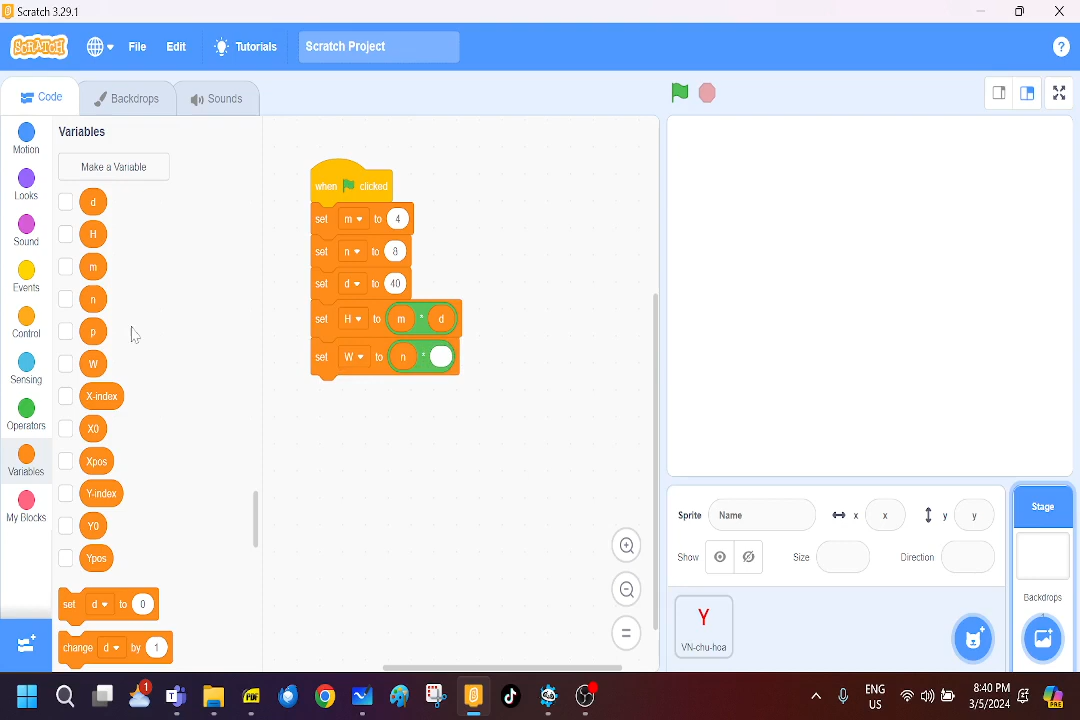 Scratch 3.29.1
SCRATCH File Edit Tutorials Scratch Project ?
Code Backdrops Sounds
Motion
Looks
Sound
Events
Control
Sensing
Operators
Variables
My Blocks
Variables
Make a Variable
d
H
m
n
p
W
X-index
X0
Xpos
Y-index
Y0
Ypos
set d to 0
change d by 1
when clicked
set m to 4
set n to 8
set d to 40
set H to m * d
set W to n *
Sprite Name x x y y
Show Size Direction
Y
VN-chu-hoa
Stage
Backdrops
1 PDF ENG
US 8:40 PM
3/5/2024 PRE